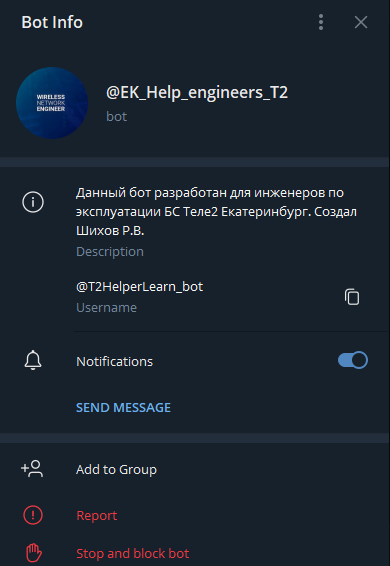 Bot Info
WIRELESS
NETWORK
ENGINEER
@EK_Help_engineers_T2
bot
Данный бот разработан для инженеров по
эксплуатации БС Теле2 Екатеринбург. Создал
Шихов Р.В.
Description
@T2HelperLearn_bot
Username
Notifications
SEND MESSAGE
Add to Group
Report
Stop and block bot